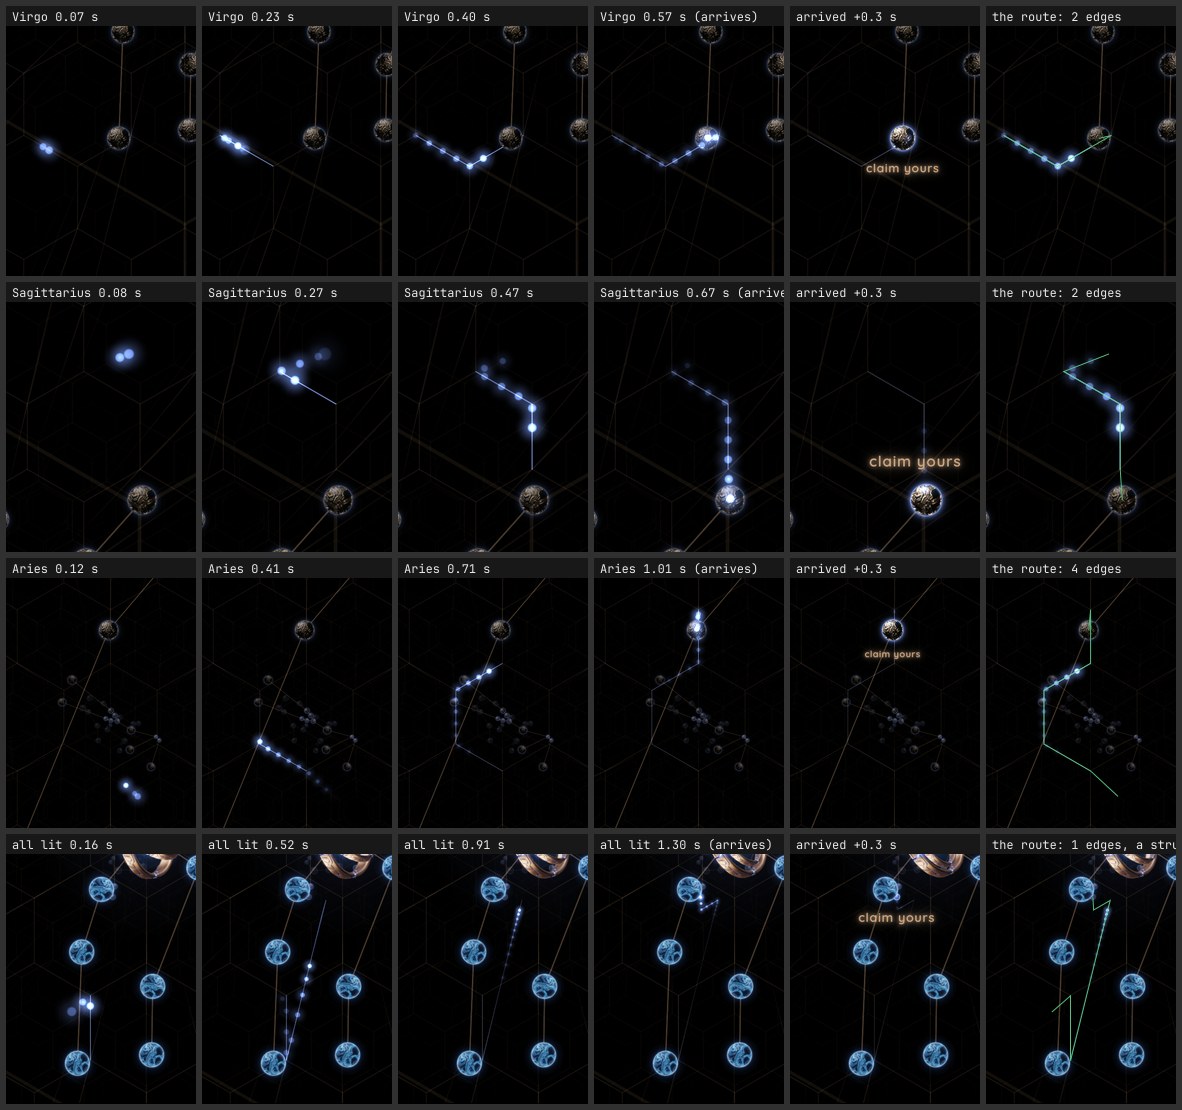 Virgo 0.07 s
Virgo 0.23 s
Virgo 0.40 s
Virgo 0.57 s (arrives)
arrived +0.3 s
the route: 2 edges
claim yours
Sagittarius 0.08 s
Sagittarius 0.27 s
Sagittarius 0.47 s
Sagittarius 0.67 s (arrive
arrived +0.3 s
the route: 2 edges
claim yours
Aries 0.12 s
Aries 0.41 s
Aries 0.71 s
Aries 1.01 s (arrives)
arrived +0.3 s
the route: 4 edges
claim yours
all lit 0.16 s
all lit 0.52 s
all lit 0.91 s
all lit 1.30 s (arrives)
arrived +0.3 s
the route: 1 edges, a stru
claim yours